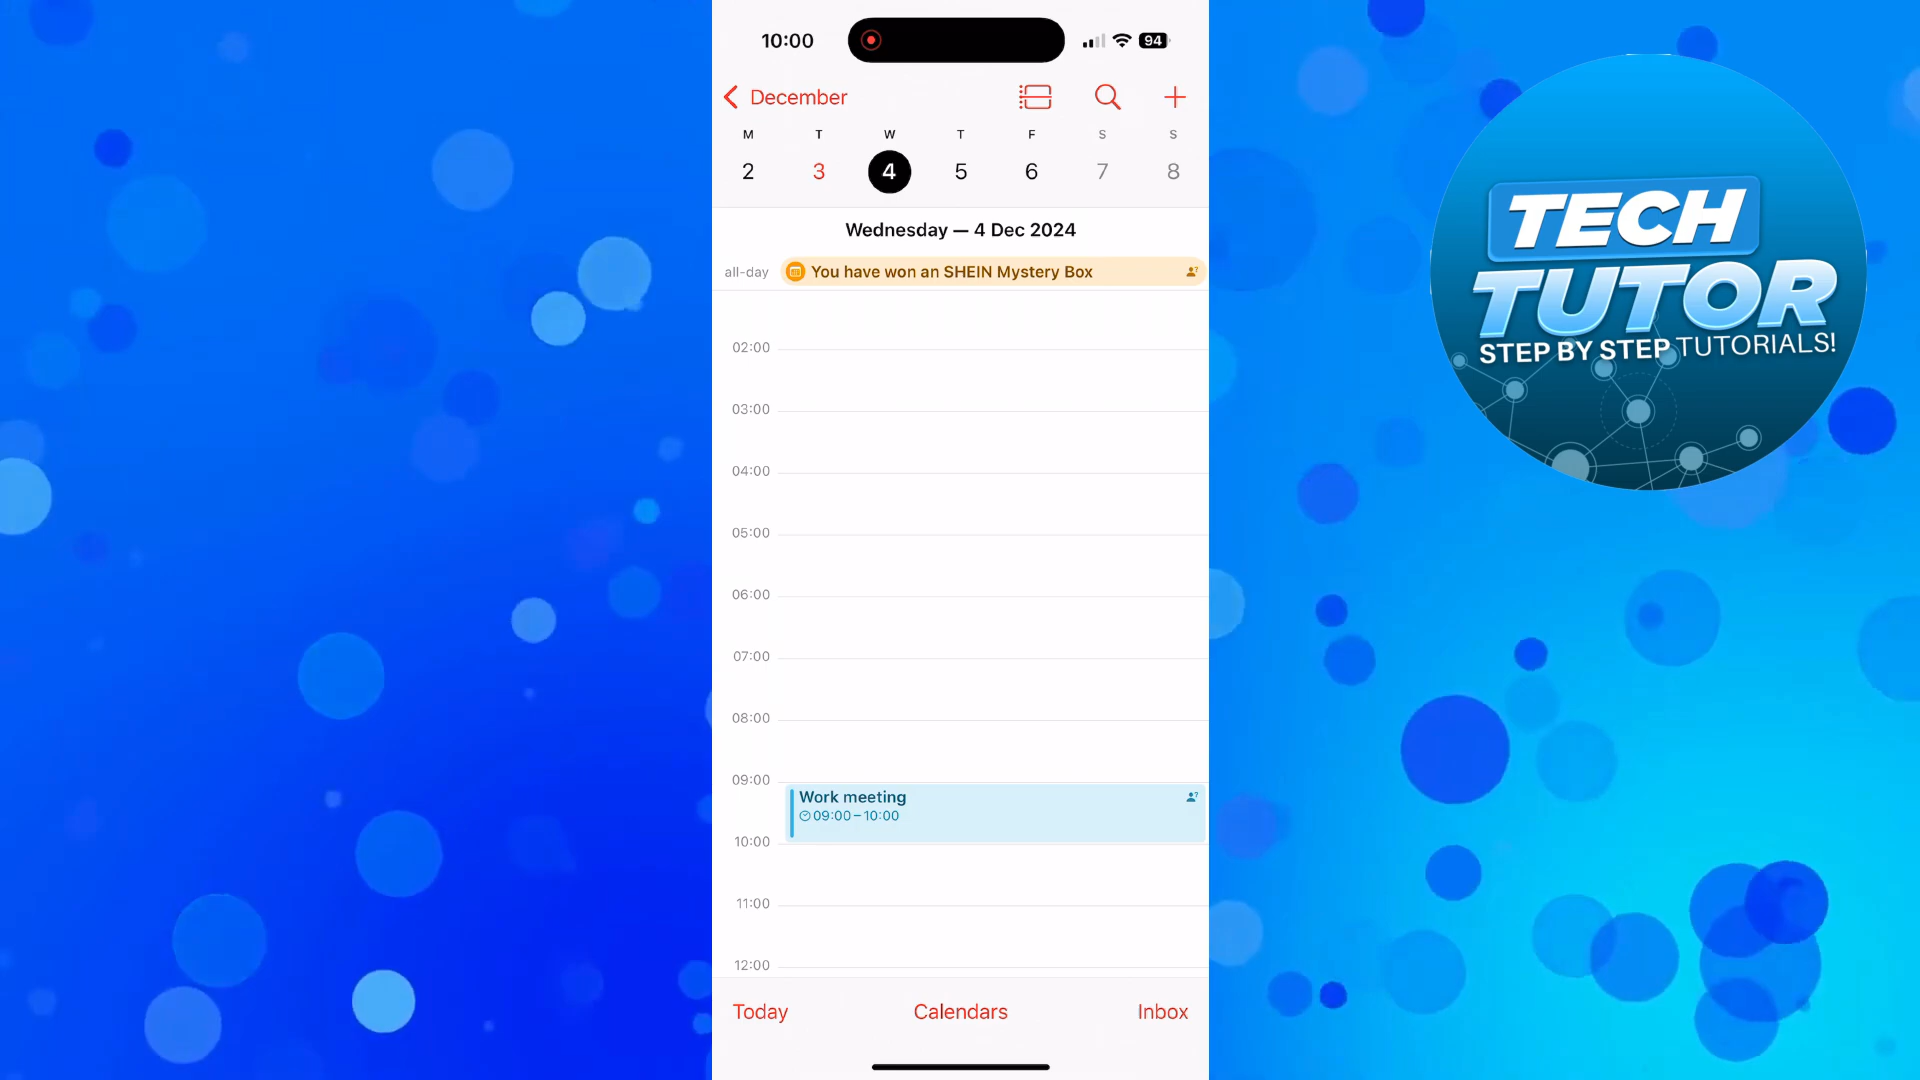 10:00
94
December
M T W T F S S
2 3 4 5 6 7 8
Wednesday — 4 Dec 2024
all-day You have won an SHEIN Mystery Box
02:00
03:00
04:00
05:00
06:00
07:00
08:00
09:00
Work meeting
09:00 – 10:00
10:00
11:00
12:00
Today Calendars Inbox
TECH
TUTOR
STEP BY STEP TUTORIALS!